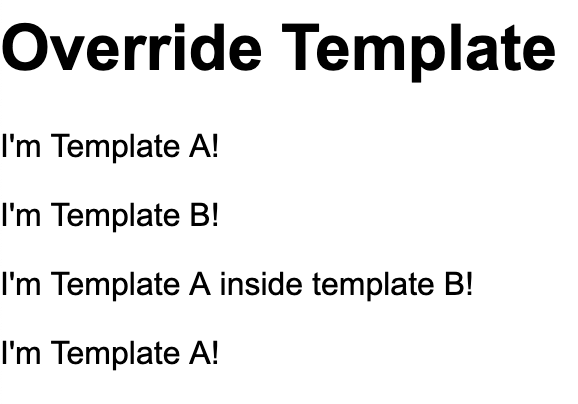 Override Template
I'm Template A!
I'm Template B!
I'm Template A inside template B!
I'm Template A!